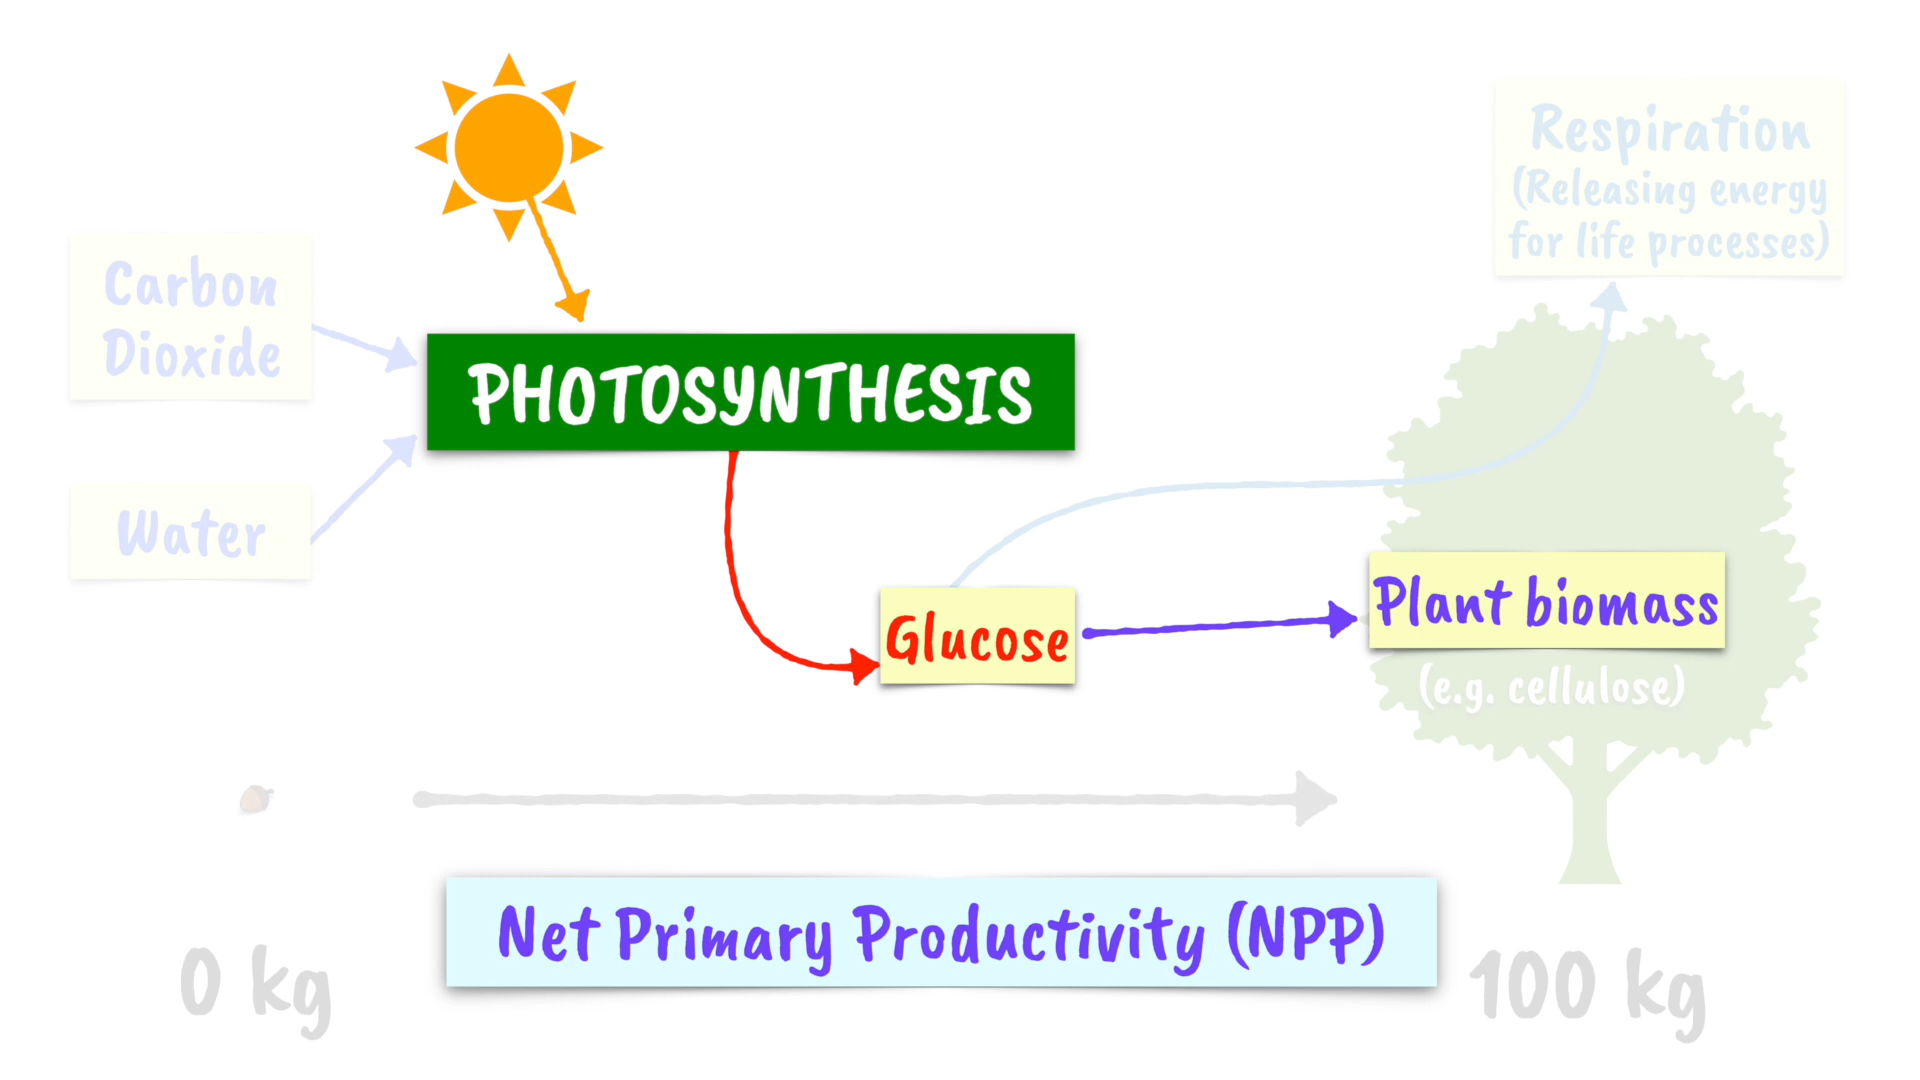 Respiration
(Releasing energy
for life processes)
Carbon
Dioxide
PHOTOSYNTHESIS
Water
Glucose
Plant biomass
(e.g. cellulose)
Net Primary Productivity (NPP)
0 kg
100 kg